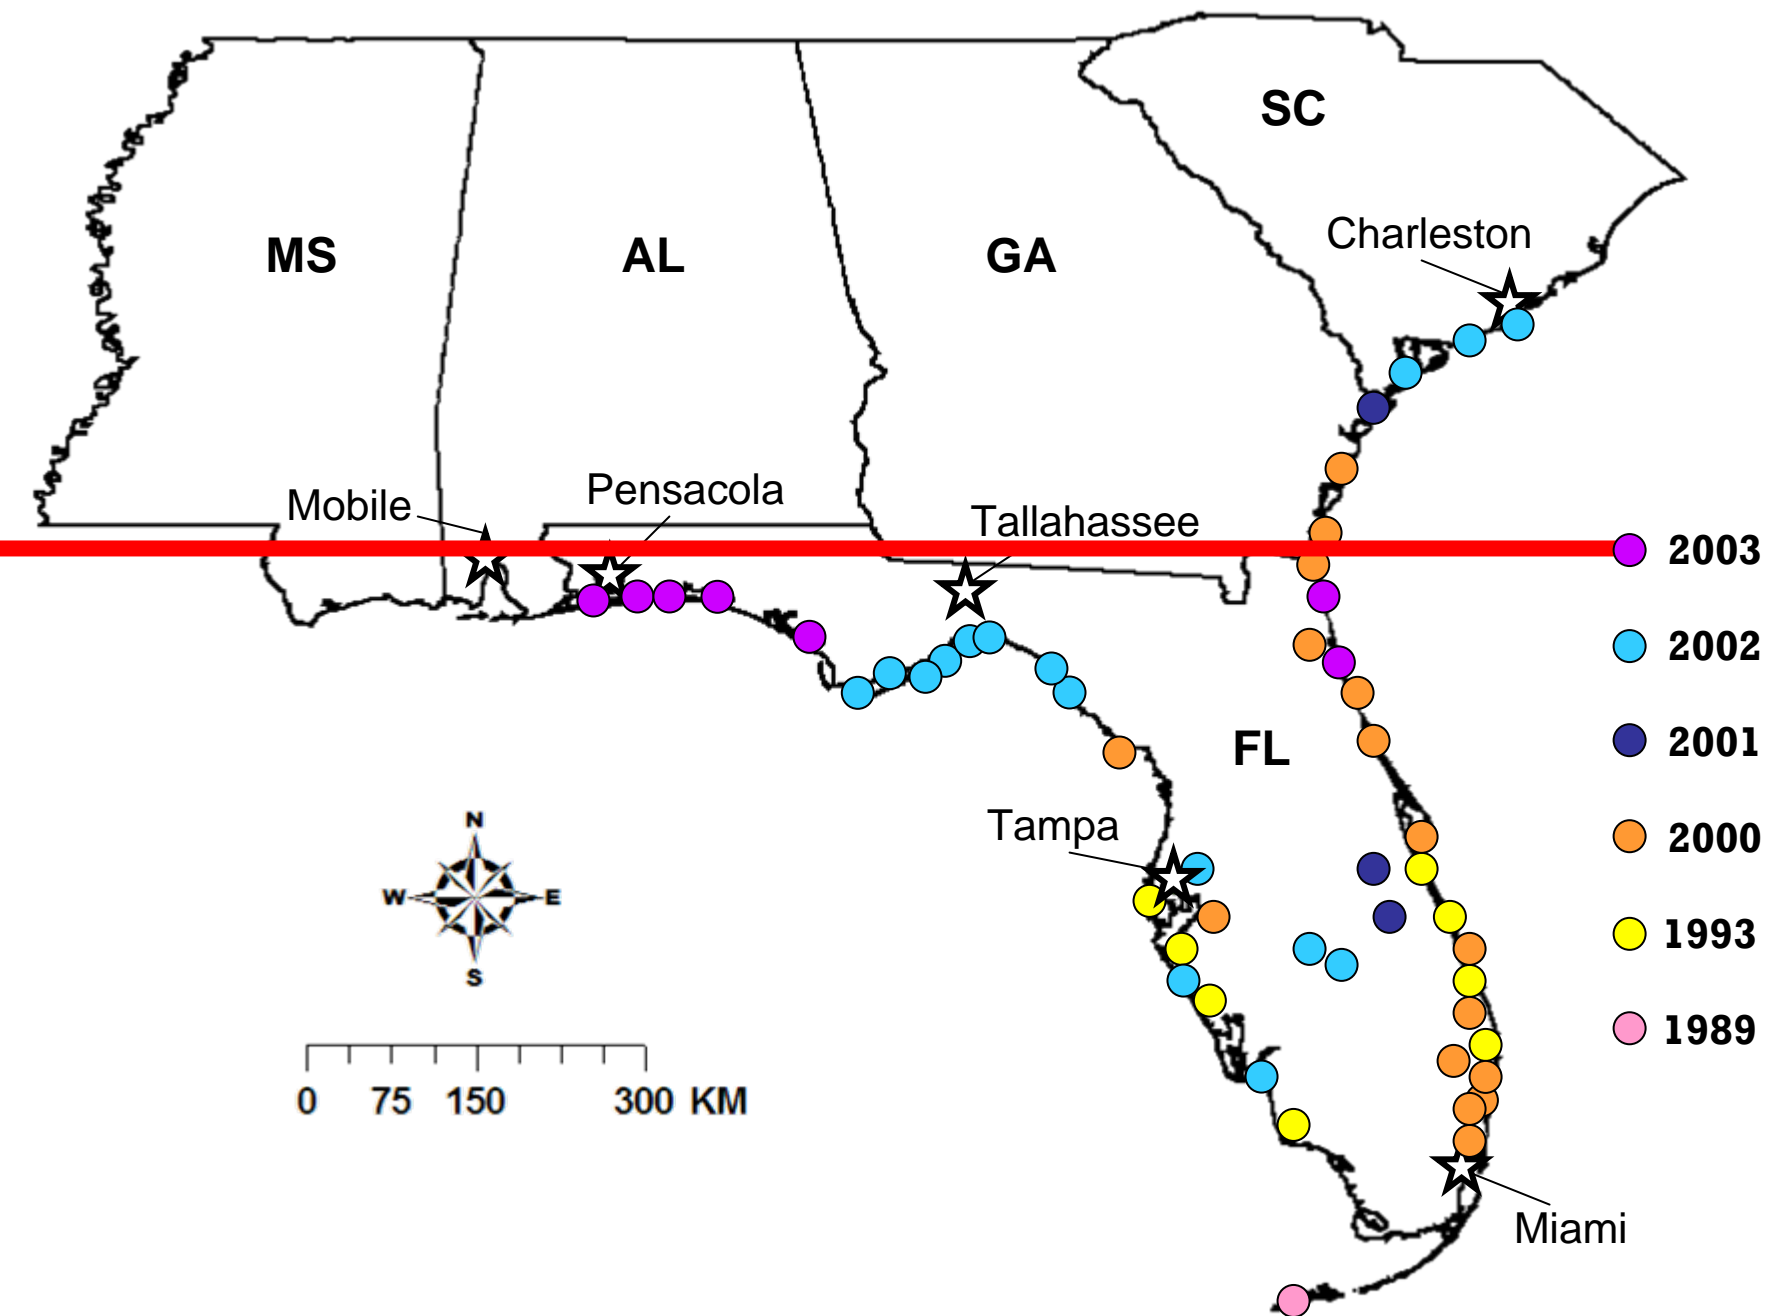 SC
Charleston
MS
AL
GA
Pensacola
Mobile
Tallahassee
2003
2002
FL
2001
Tampa
2000
N
W
E
S
1993
1989
0 75 150 300 KM
Miami